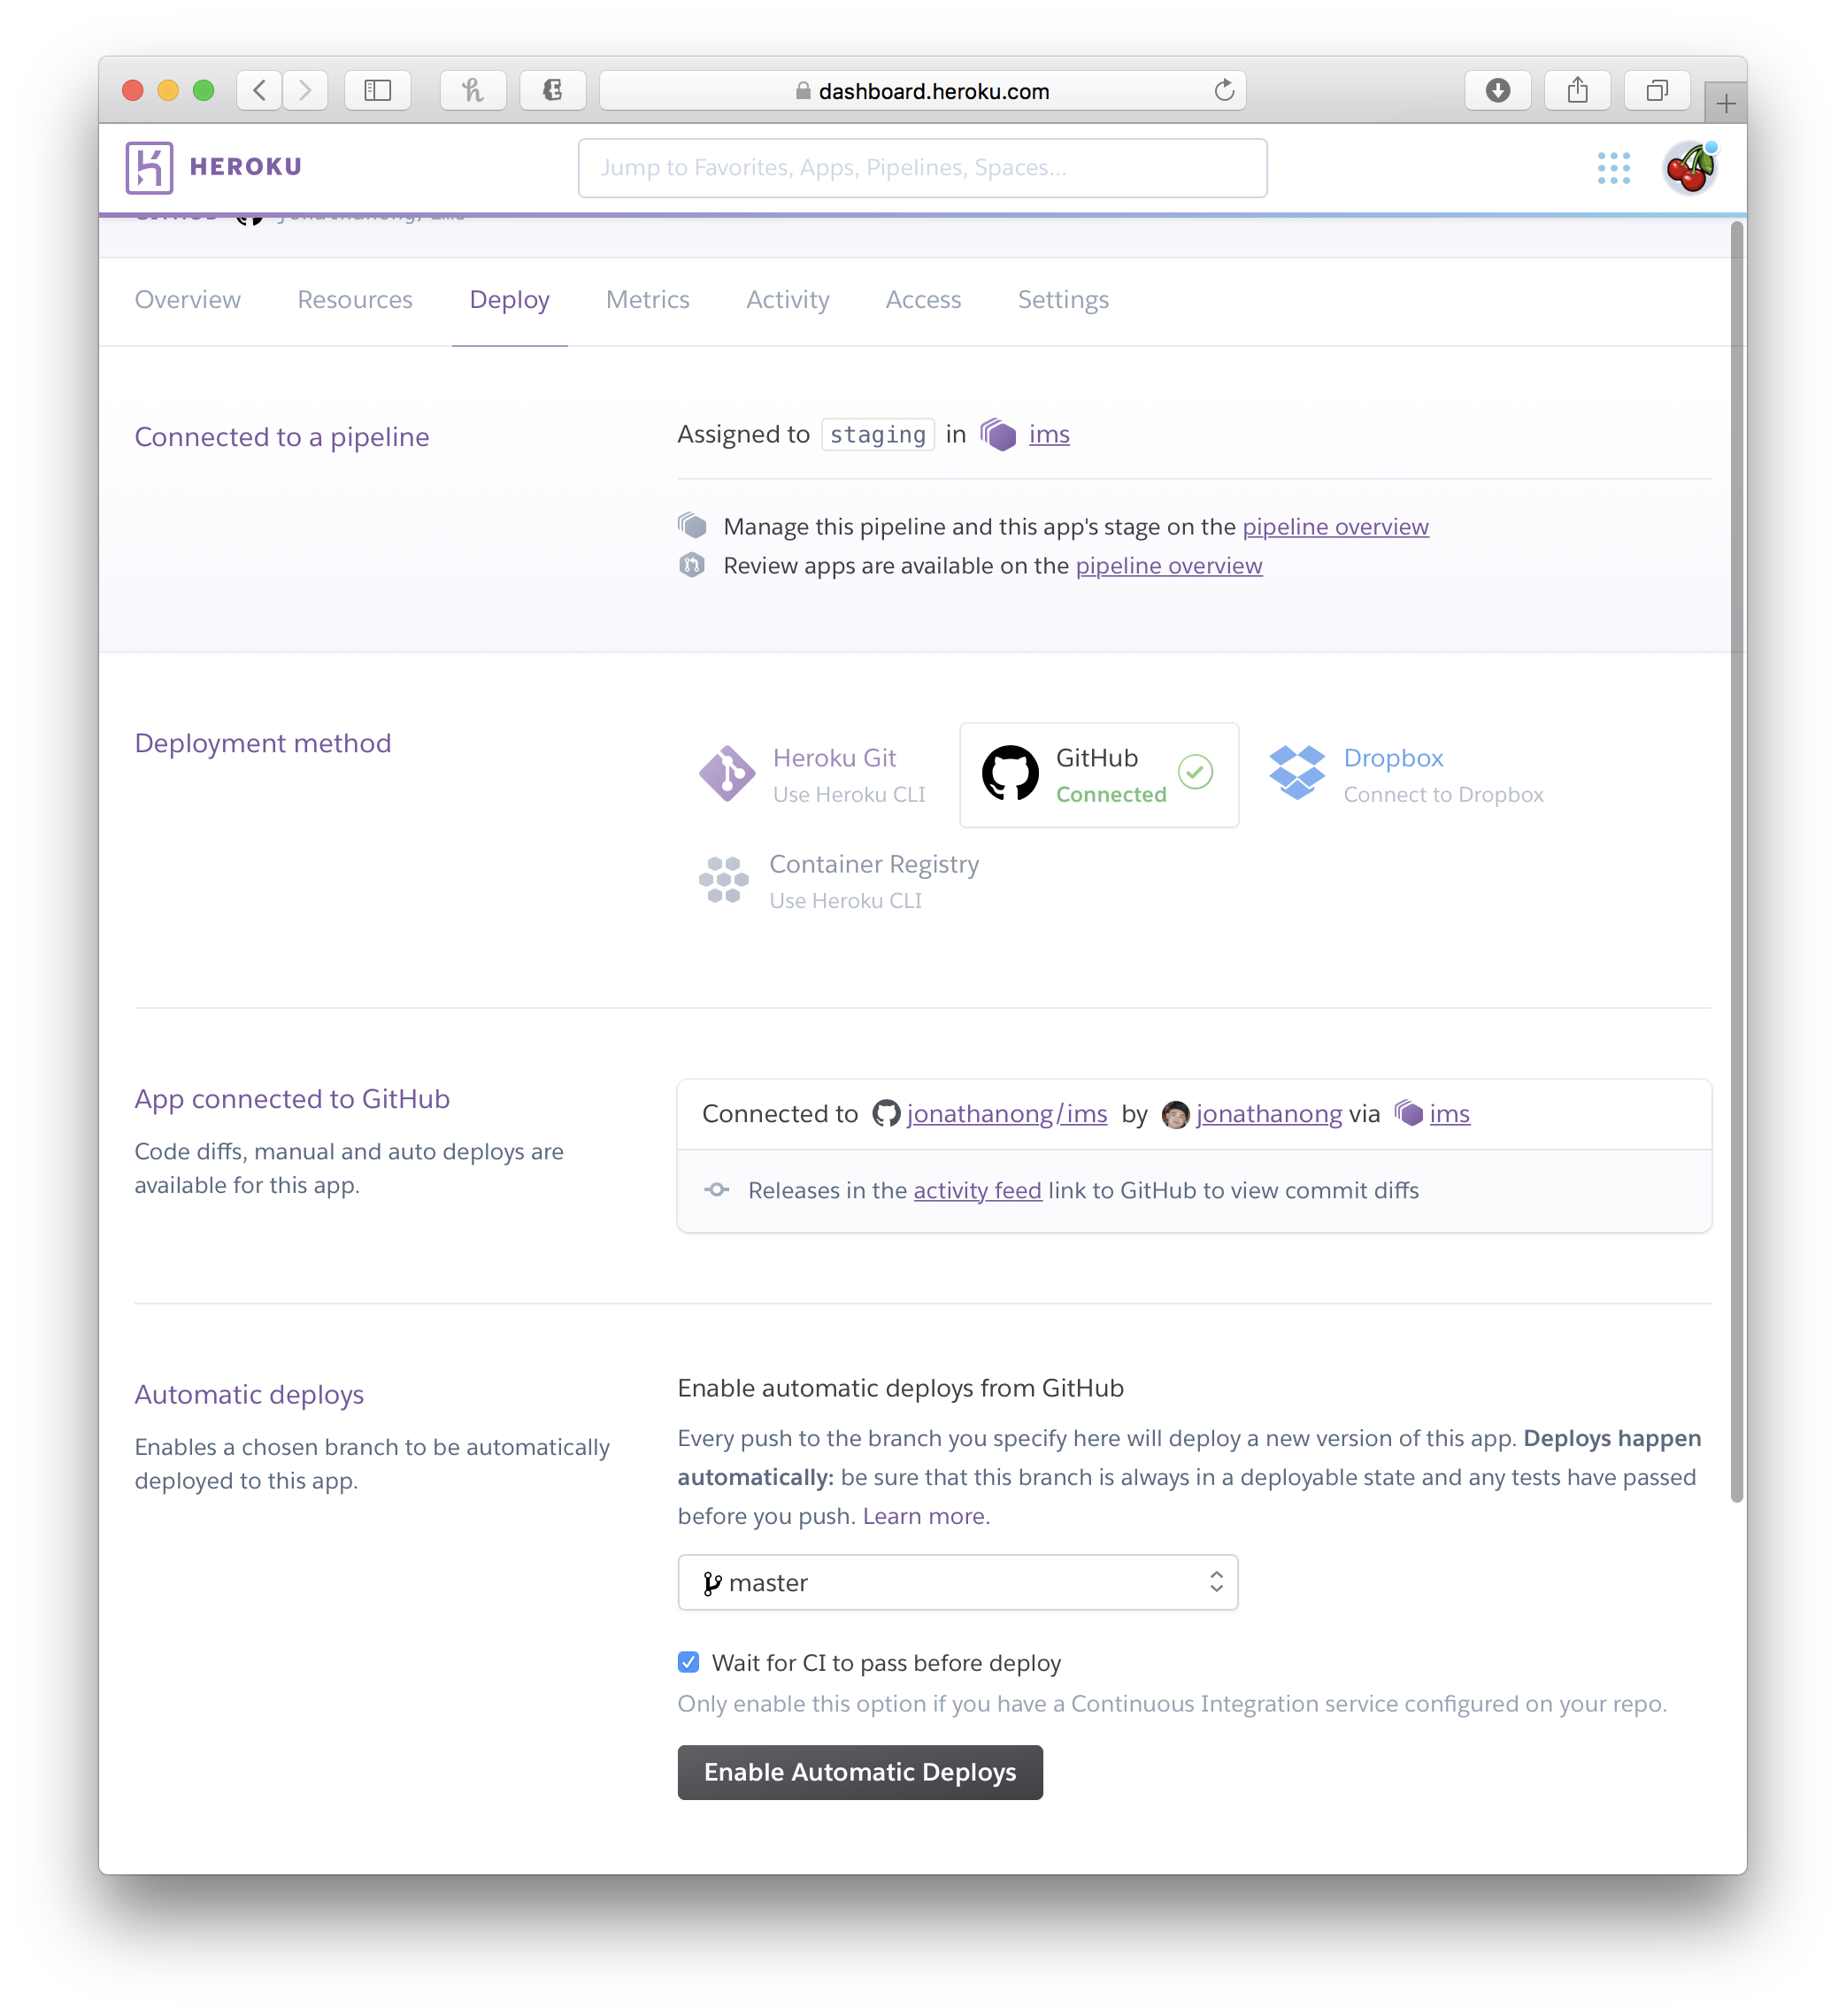 dashboard.heroku.com
HEROKU
Jump to Favorites, Apps, Pipelines, Spaces...
Overview Resources Deploy Metrics Activity Access Settings
Connected to a pipeline
Assigned to staging in ims
Manage this pipeline and this app's stage on the pipeline overview
Review apps are available on the pipeline overview
Deployment method
Heroku Git
Use Heroku CLI
GitHub
Connected
Dropbox
Connect to Dropbox
Container Registry
Use Heroku CLI
App connected to GitHub
Code diffs, manual and auto deploys are
available for this app.
Connected to jonathanong/ims by jonathanong via ims
Releases in the activity feed link to GitHub to view commit diffs
Automatic deploys
Enables a chosen branch to be automatically
deployed to this app.
Enable automatic deploys from GitHub
Every push to the branch you specify here will deploy a new version of this app. Deploys happen
automatically: be sure that this branch is always in a deployable state and any tests have passed
before you push. Learn more.
master
Wait for CI to pass before deploy
Only enable this option if you have a Continuous Integration service configured on your repo.
Enable Automatic Deploys